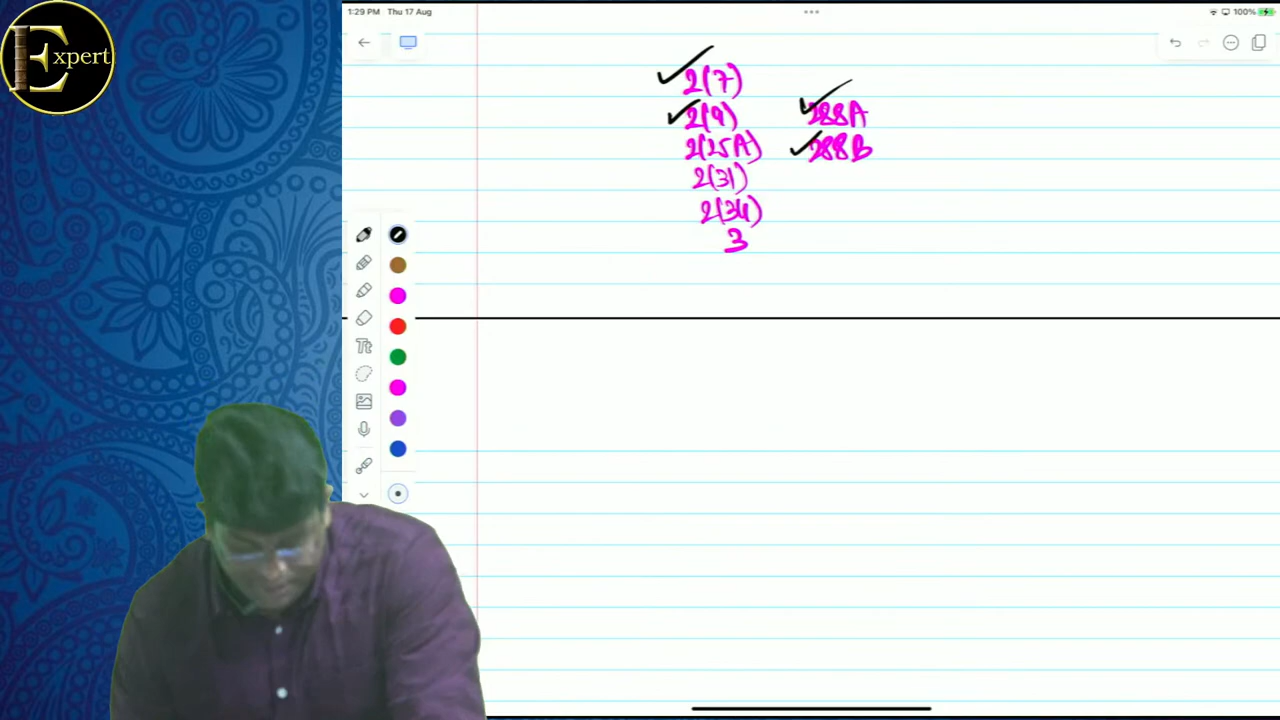 Expert
1:29 PM Thu 17 Aug
100%
2(7)
2(9)
288A
2(25A)
288B
2(31)
2(34)
3
Tt